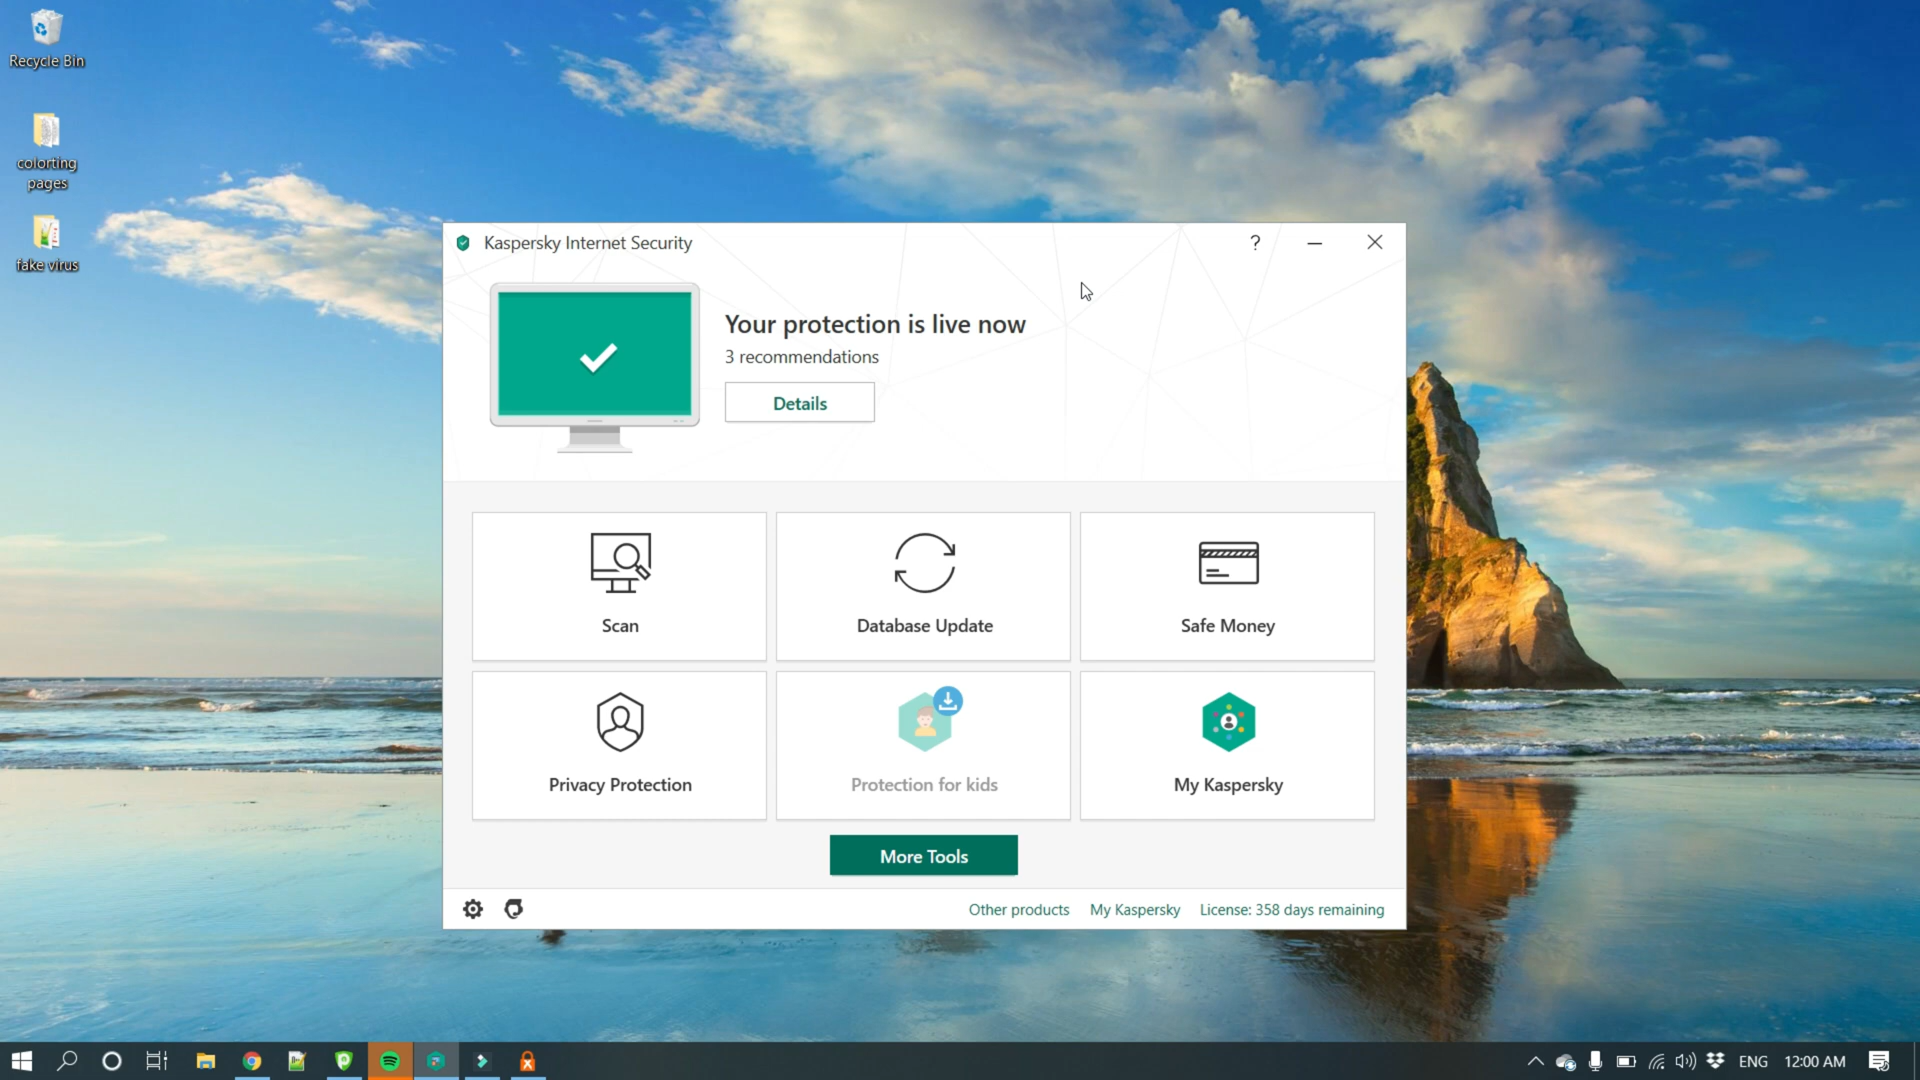 Recycle Bin
colorting
pages
fake virus
Kaspersky Internet Security
?
Your protection is live now
3 recommendations
Details
Scan
Database Update
Safe Money
Privacy Protection
Protection for kids
My Kaspersky
More Tools
Other products
My Kaspersky
License: 358 days remaining
ENG
12:00 AM